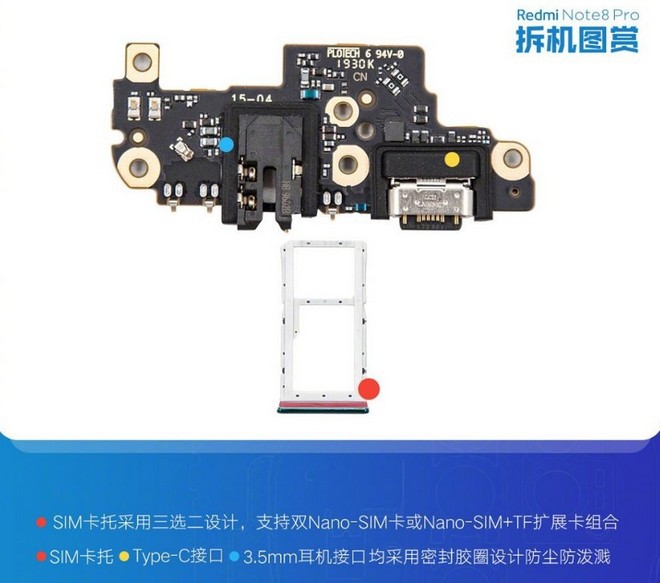 Redmi Note8 Pro
拆机图赏
PLOTECH 6 94V-0
1930K
CN
15-04
SIM卡托采用三选二设计，支持双Nano-SIM卡或Nano-SIM+TF扩展卡组合
SIM卡托 Type-C接口 3.5mm耳机接口均采用密封胶圈设计防尘防泼溅